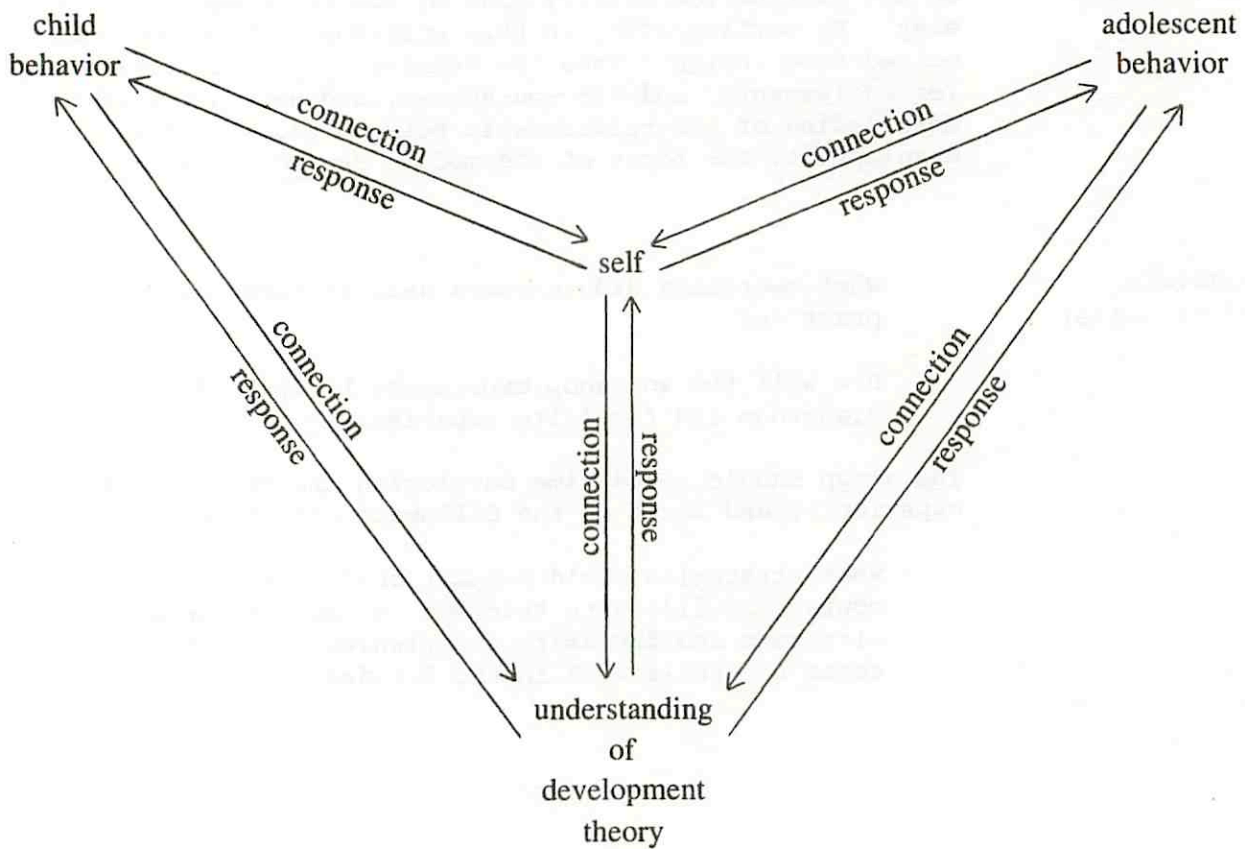 child
behavior
adolescent
behavior
connection
response
connection
response
self
connection
response
connection
response
connection
response
understanding
of
development
theory